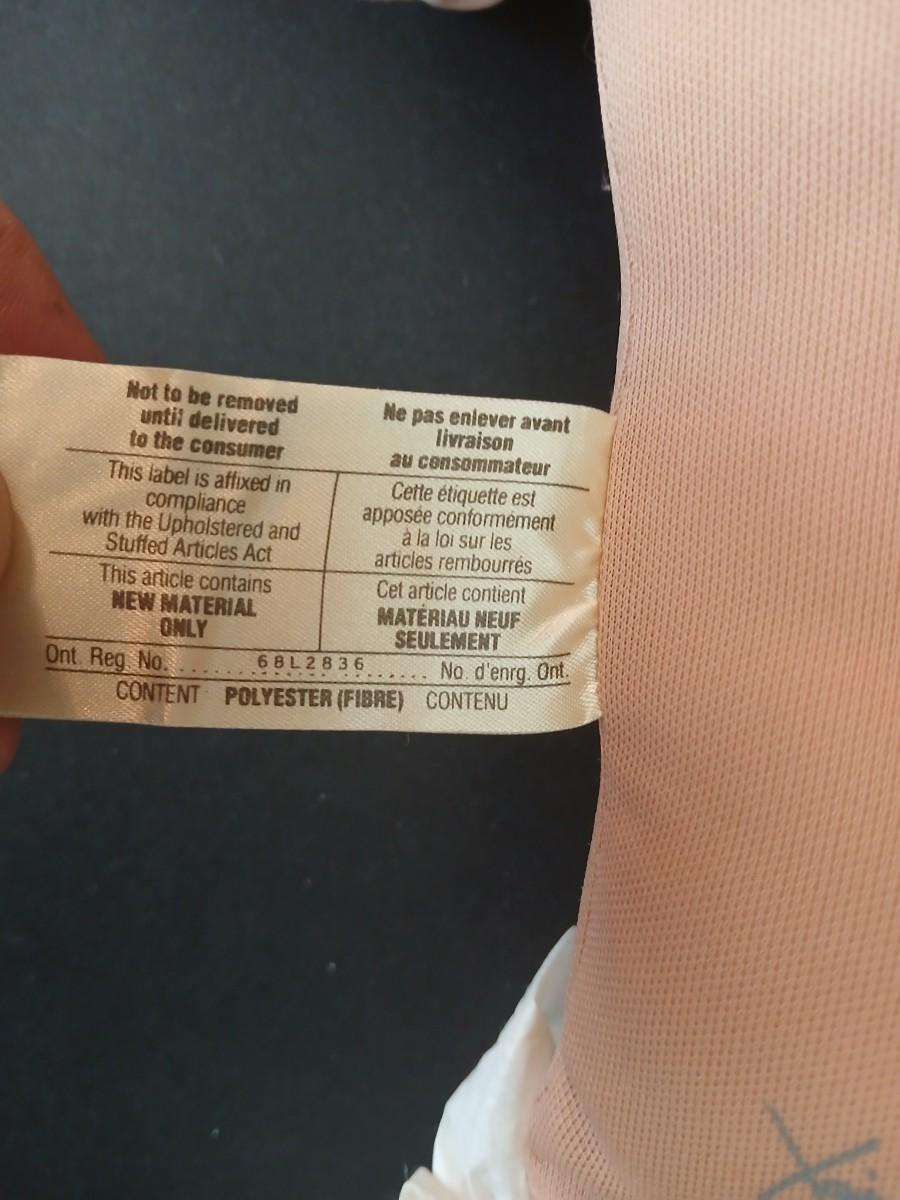 Not to be removed
until delivered
to the consumer
Ne pas enlever avant
livraison
au consommateur
This label is affixed in
compliance
with the Upholstered and
Stuffed Articles Act
Cette étiquette est
apposée conformément
à la loi sur les
articles rembourrés
This article contains
NEW MATERIAL
ONLY
Cet article contient
MATÉRIAU NEUF
SEULEMENT
Ont. Reg. No. 68L2836 No. d'enrg. Ont.
CONTENT POLYESTER (FIBRE) CONTENU